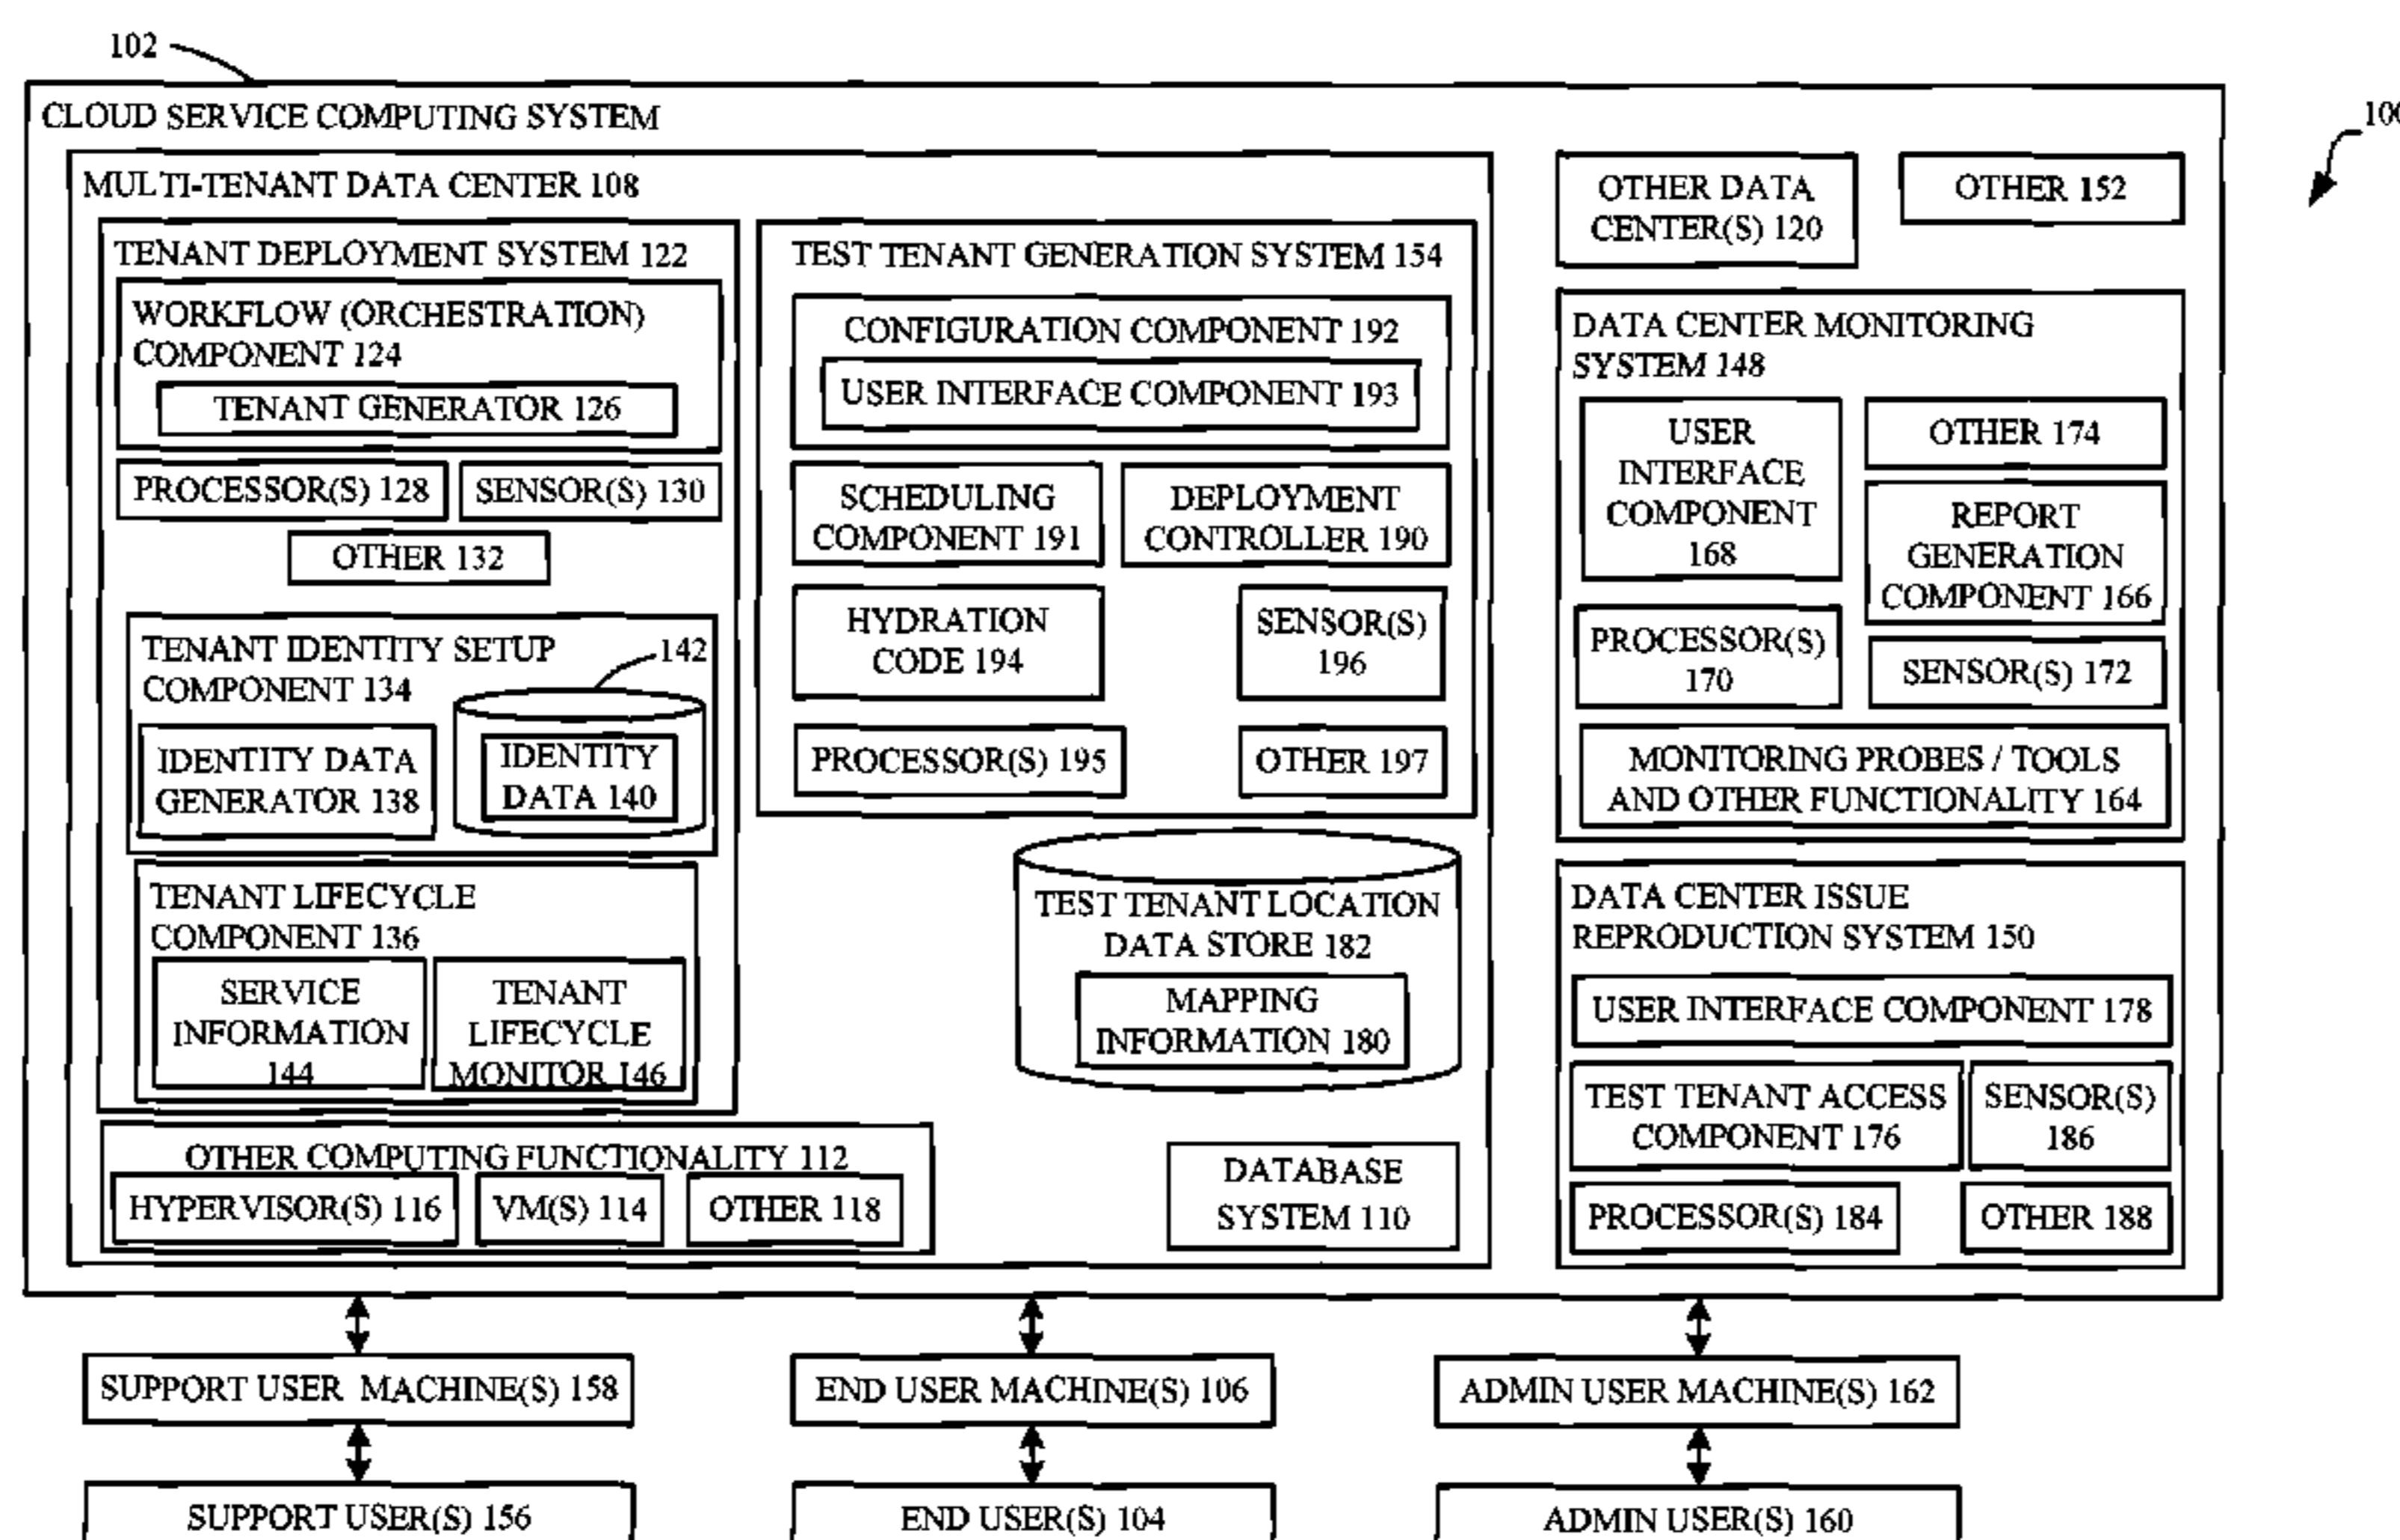 102
100
CLOUD SERVICE COMPUTING SYSTEM
MULTI-TENANT DATA CENTER 108
TENANT DEPLOYMENT SYSTEM 122
WORKFLOW (ORCHESTRATION)
COMPONENT 124
TENANT GENERATOR 126
PROCESSOR(S) 128
SENSOR(S) 130
OTHER 132
TENANT IDENTITY SETUP
COMPONENT 134
142
IDENTITY DATA
GENERATOR 138
IDENTITY
DATA 140
TENANT LIFECYCLE
COMPONENT 136
SERVICE
INFORMATION
144
TENANT
LIFECYCLE
MONITOR 146
OTHER COMPUTING FUNCTIONALITY 112
HYPERVISOR(S) 116
VM(S) 114
OTHER 118
TEST TENANT GENERATION SYSTEM 154
CONFIGURATION COMPONENT 192
USER INTERFACE COMPONENT 193
SCHEDULING
COMPONENT 191
DEPLOYMENT
CONTROLLER 190
HYDRATION
CODE 194
SENSOR(S)
196
PROCESSOR(S) 195
OTHER 197
TEST TENANT LOCATION
DATA STORE 182
MAPPING
INFORMATION 180
DATABASE
SYSTEM 110
OTHER DATA
CENTER(S) 120
OTHER 152
DATA CENTER MONITORING
SYSTEM 148
USER
INTERFACE
COMPONENT
168
OTHER 174
REPORT
GENERATION
COMPONENT 166
PROCESSOR(S)
170
SENSOR(S) 172
MONITORING PROBES / TOOLS
AND OTHER FUNCTIONALITY 164
DATA CENTER ISSUE
REPRODUCTION SYSTEM 150
USER INTERFACE COMPONENT 178
TEST TENANT ACCESS
COMPONENT 176
SENSOR(S)
186
PROCESSOR(S) 184
OTHER 188
SUPPORT USER MACHINE(S) 158
END USER MACHINE(S) 106
ADMIN USER MACHINE(S) 162
SUPPORT USER(S) 156
END USER(S) 104
ADMIN USER(S) 160